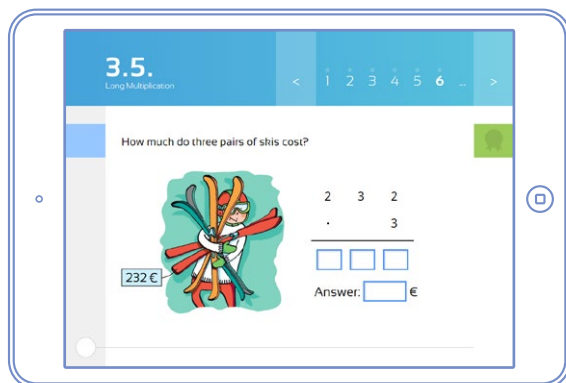 3.5.
Long Multiplication
< 1 2 3 4 5 6 ... >
How much do three pairs of skis cost?
232 €
2 3 2
· 3
Answer: €